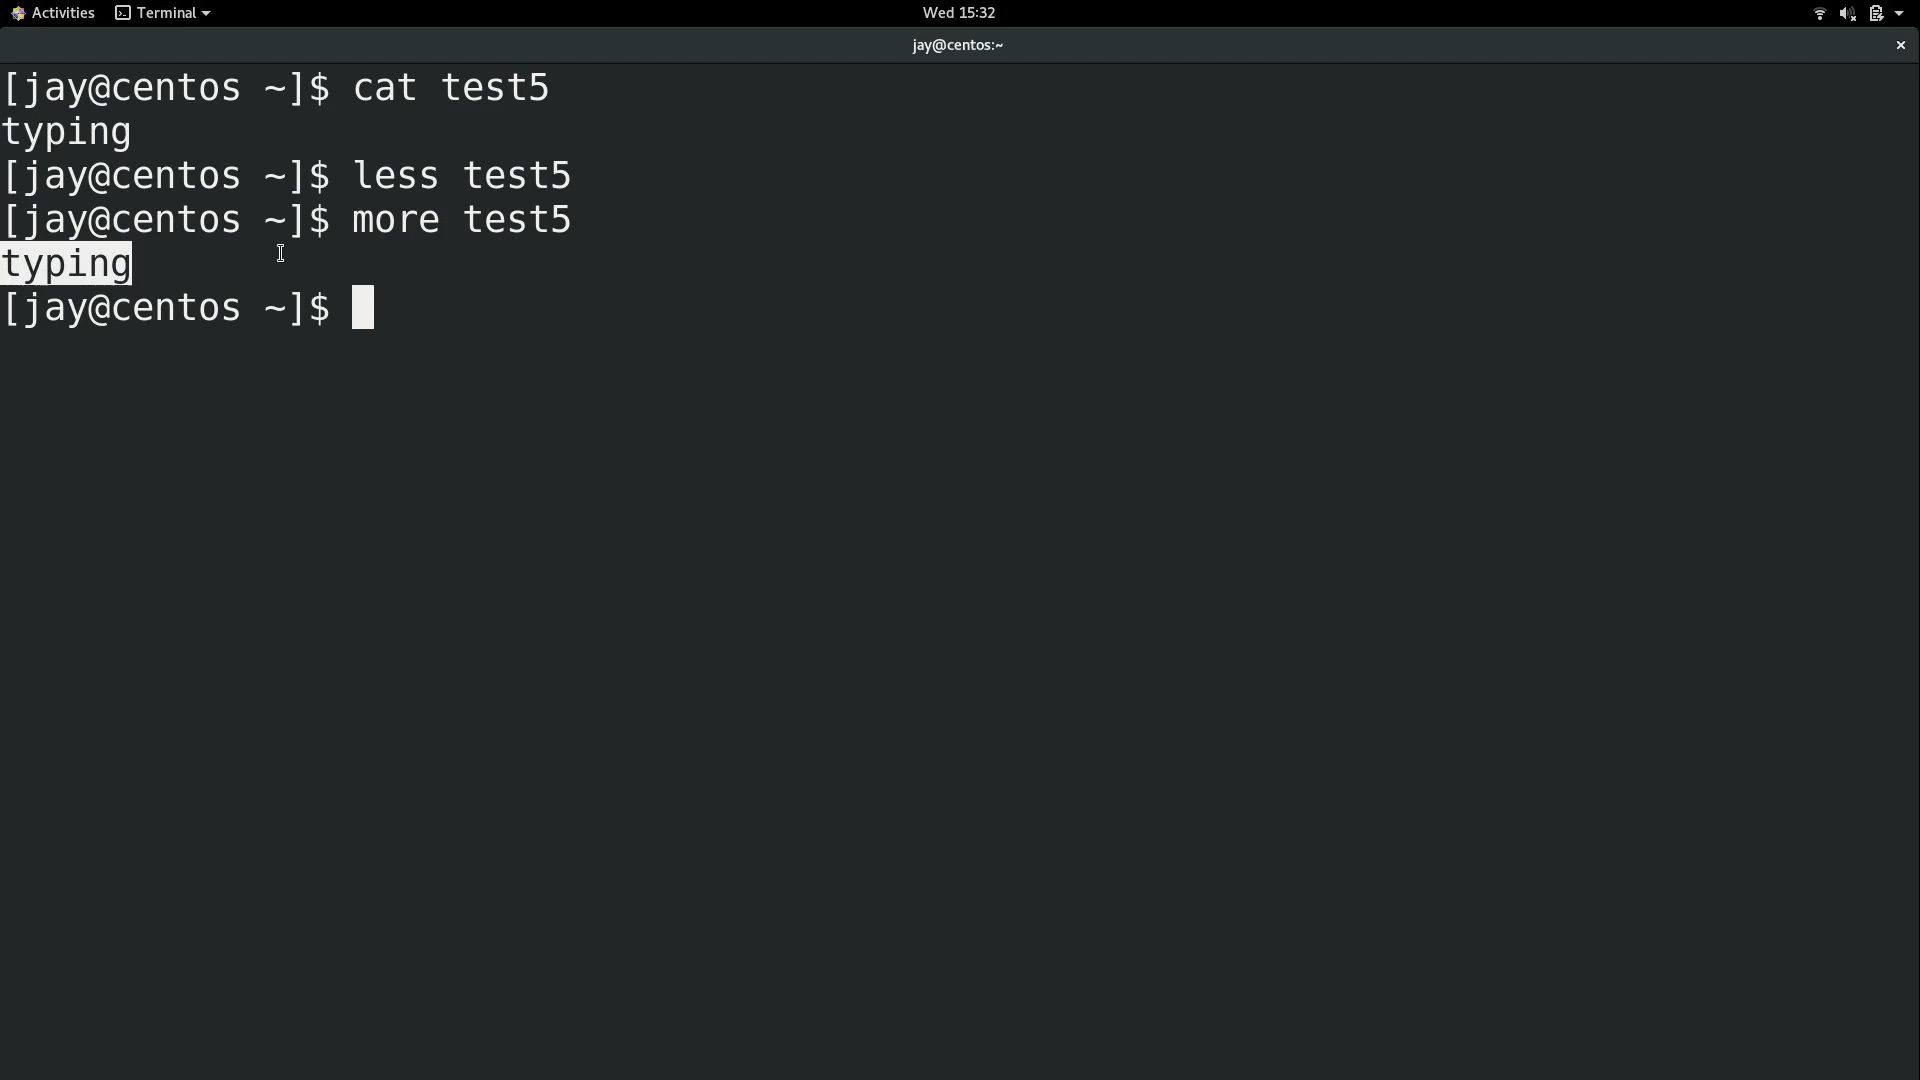 Activities Terminal Wed 15:32
jay@centos:~
[jay@centos ~]$ cat test5
typing
[jay@centos ~]$ less test5
[jay@centos ~]$ more test5
typing
[jay@centos ~]$